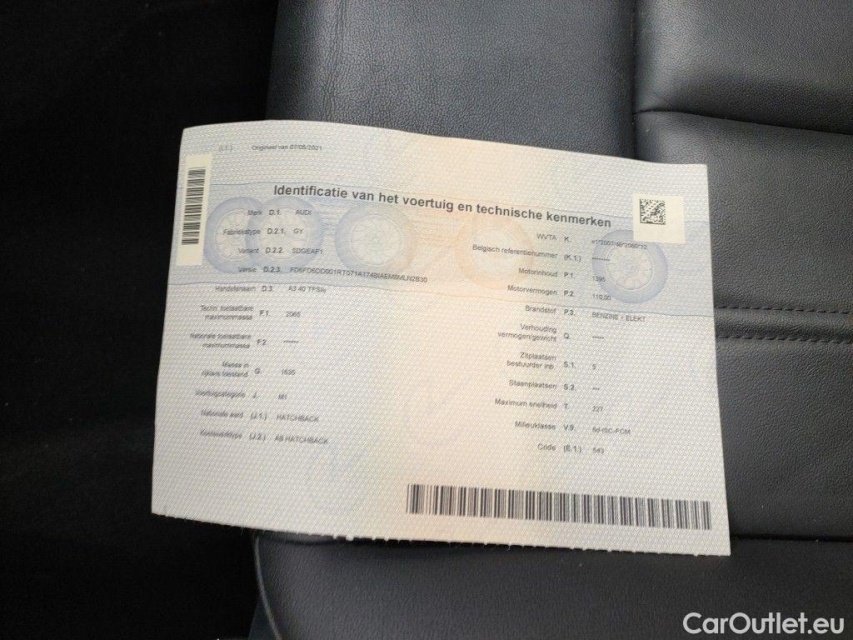 Origineel van 07/05/2021
Identificatie van het voertuig en technische kenmerken
Merk D.1. AUDI
Fabriekstype D.2.1. GY
Variant D.2.2.
Versie D.2.3.
Handelsnaam D.3. A3 40 TFSIe
Techn. toelaatbare maximummassa F.1. 2065
Nationale toelaatbare maximummassa F.2. -----
Massa in rijklare toestand G. 1635
Voertuigcategorie J. M1
Nationale aard (J.1.) HATCHBACK
Koetswerktype (J.2.) AB HATCHBACK
WVTA K.
Belgisch referentienummer (K.1.) -----
Motorinhoud P.1. 1395
Motorvermogen P.2. 110,00
Brandstof P.3. BENZINE - ELEKT
Verhouding vermogen/gewicht Q. -----
Zitplaatsen bestuurder inb. S.1. 5
Staanplaatsen S.2. ---
Maximum snelheid T. 227
Milieuklasse V.9.
Code (E.1.)
CarOutlet.eu